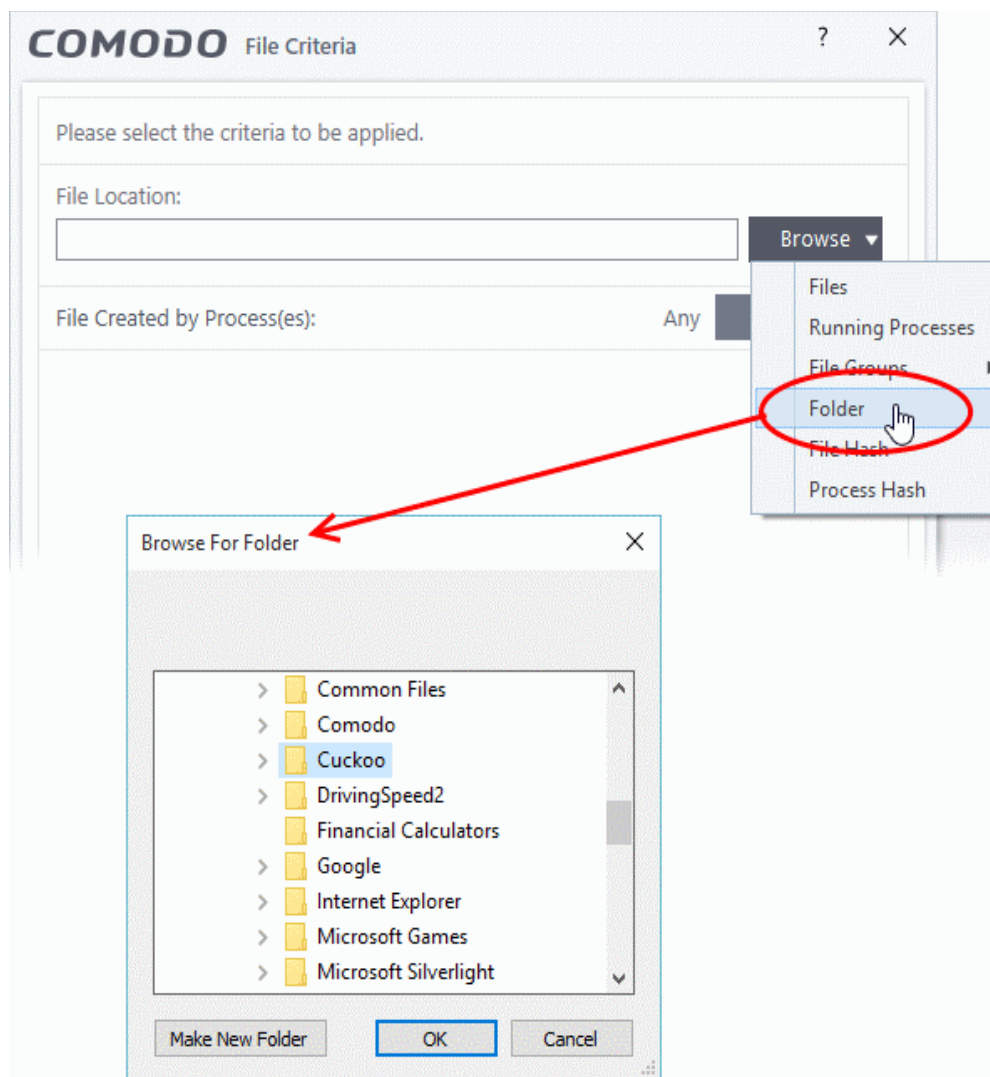 COMODO File Criteria ?
Please select the criteria to be applied.
File Location:
Browse
Files
File Created by Process(es): Any
Running Processes
File Groups
Folder
File Hash
Process Hash
Browse For Folder
Common Files
Comodo
Cuckoo
DrivingSpeed2
Financial Calculators
Google
Internet Explorer
Microsoft Games
Microsoft Silverlight
Make New Folder OK Cancel